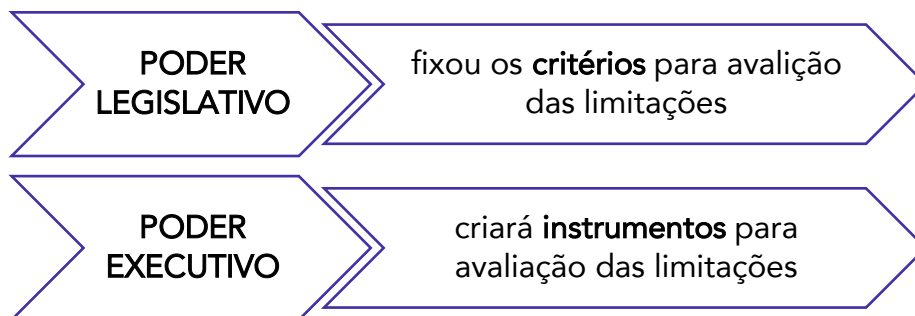 PODER
LEGISLATIVO
fixou os critérios para avalição
das limitações
PODER
EXECUTIVO
criará instrumentos para
avaliação das limitações